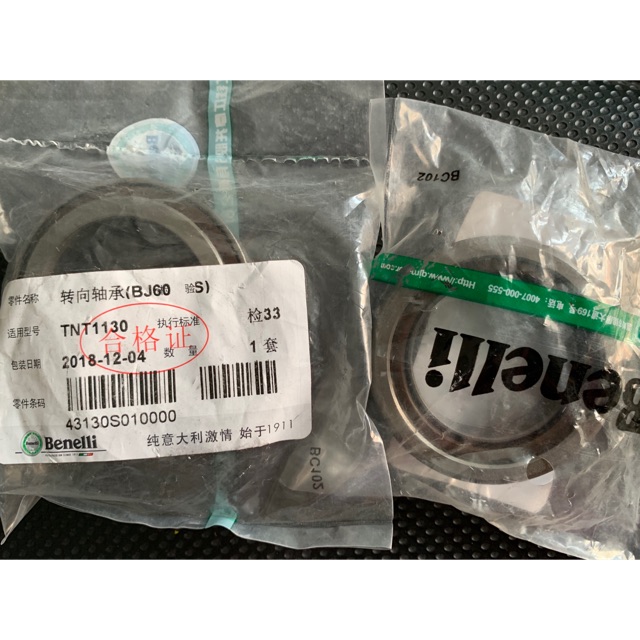 零件名称 转向轴承(BJ60 验S)
适用型号 TNT1130 执行标准 检33
合格证
包装日期 2018-12-04 数量 1 套
零件条码
43130S010000
Benelli
纯意大利激情 始于1911
BC102
BC102
4007-000-555
Benelli